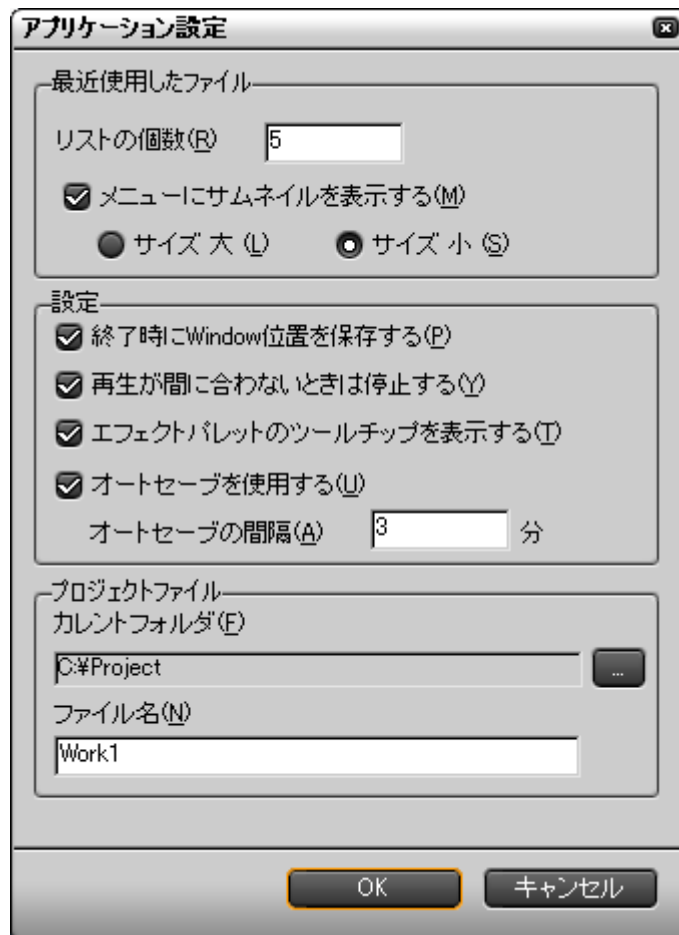 アプリケーション設定
最近使用したファイル
リストの個数(R) 5
メニューにサムネイルを表示する(M)
サイズ 大 (L) サイズ 小 (S)
設定
終了時にWindow位置を保存する(P)
再生が間に合わないときは停止する(Y)
エフェクトパレットのツールチップを表示する(T)
オートセーブを使用する(U)
オートセーブの間隔(A) 3 分
プロジェクトファイル
カレントフォルダ(F)
C:¥Project ...
ファイル名(N)
Work1
OK キャンセル